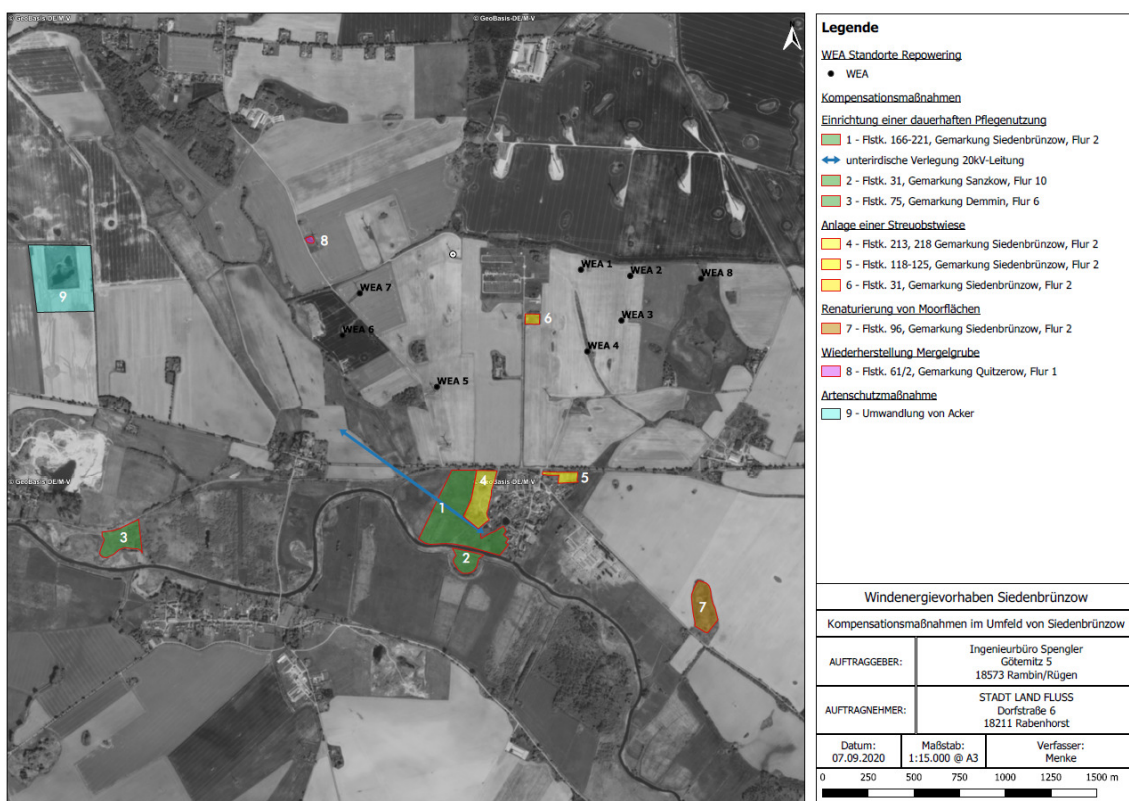 © GeoBasis-DE/M-V
© GeoBasis-DE/M-V
N
8
WEA 1
WEA 2
WEA 8
WEA 7
9
WEA 6
6
WEA 3
WEA 4
WEA 5
© GeoBasis-DE/M-V
4
© GeoBasis-DE/M-V
5
1
3
2
7
Legende
WEA Standorte Repowering
WEA
Kompensationsmaßnahmen
Einrichtung einer dauerhaften Pflegenutzung
1 - Flstk. 166-221, Gemarkung Siedenbrünzow, Flur 2
unterirdische Verlegung 20kV-Leitung
2 - Flstk. 31, Gemarkung Sanzkow, Flur 10
3 - Flstk. 75, Gemarkung Demmin, Flur 6
Anlage einer Streuobstwiese
4 - Flstk. 213, 218 Gemarkung Siedenbrünzow, Flur 2
5 - Flstk. 118-125, Gemarkung Siedenbrünzow, Flur 2
6 - Flstk. 31, Gemarkung Siedenbrünzow, Flur 2
Renaturierung von Moorflächen
7 - Flstk. 96, Gemarkung Siedenbrünzow, Flur 2
Wiederherstellung Mergelgrube
8 - Flstk. 61/2, Gemarkung Quitzerow, Flur 1
Artenschutzmaßnahme
9 - Umwandlung von Acker
Windenergievorhaben Siedenbrünzow
Kompensationsmaßnahmen im Umfeld von Siedenbrünzow
AUFTRAGGEBER:
Ingenieurbüro Spengler
Götemitz 5
18573 Rambin/Rügen
AUFTRAGNEHMER:
STADT LAND FLUSS
Dorfstraße 6
18211 Rabenhorst
Datum:
07.09.2020
Maßstab:
1:15.000 @ A3
Verfasser:
Menke
0 250 500 750 1000 1250 1500 m